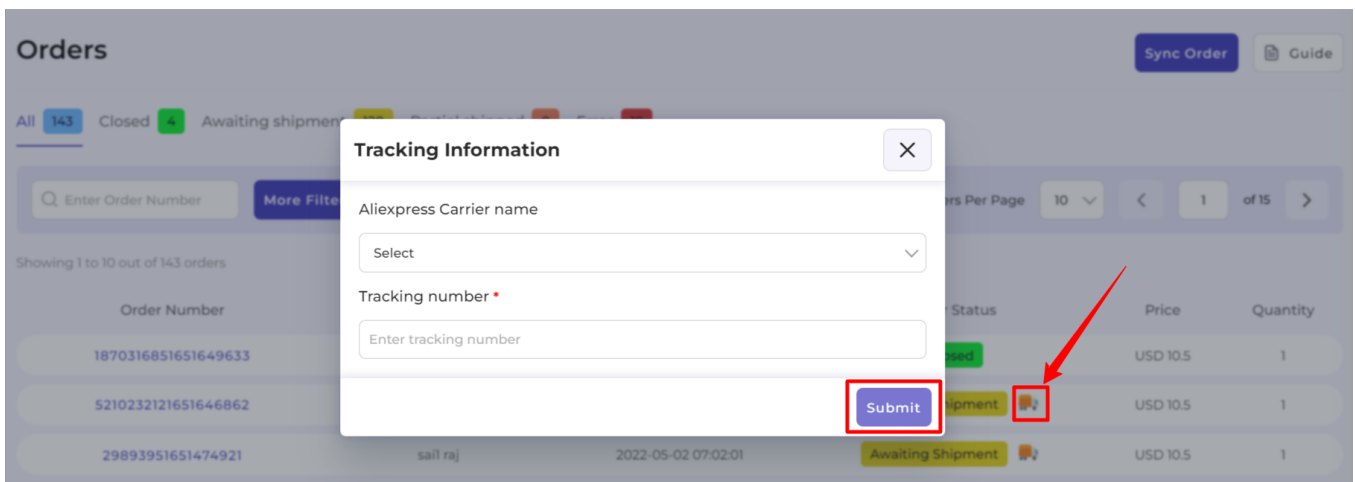 Orders
Sync Order
Guide
All 143 Closed 4 Awaiting shipment
Tracking Information
Enter Order Number
More Filte
ers Per Page 10
1 of 15
Aliexpress Carrier name
Select
Showing 1 to 10 out of 143 orders
Tracking number *
Enter tracking number
Order Number
Status Price Quantity
1870316851651649633
osed USD 10.5 1
5210232121651646862
Submit
hipment USD 10.5 1
29893951651474921 sail raj 2022-05-02 07:02:01 Awaiting Shipment USD 10.5 1